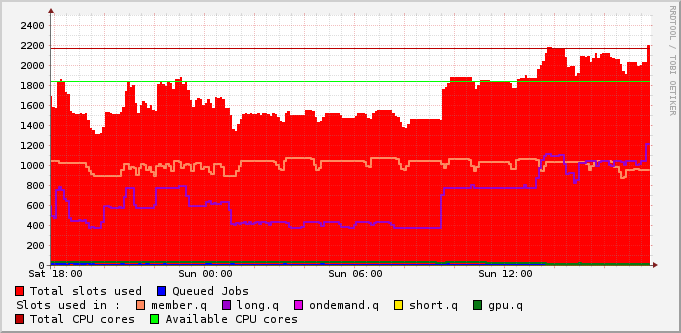 RRDTOOL / TOBI OETIKER
2400
2200
2000
1800
1600
1400
1200
1000
800
600
400
200
0
Sat 18:00 Sun 00:00 Sun 06:00 Sun 12:00
Total slots used Queued Jobs
Slots used in : member.q long.q ondemand.q short.q gpu.q
Total CPU cores Available CPU cores